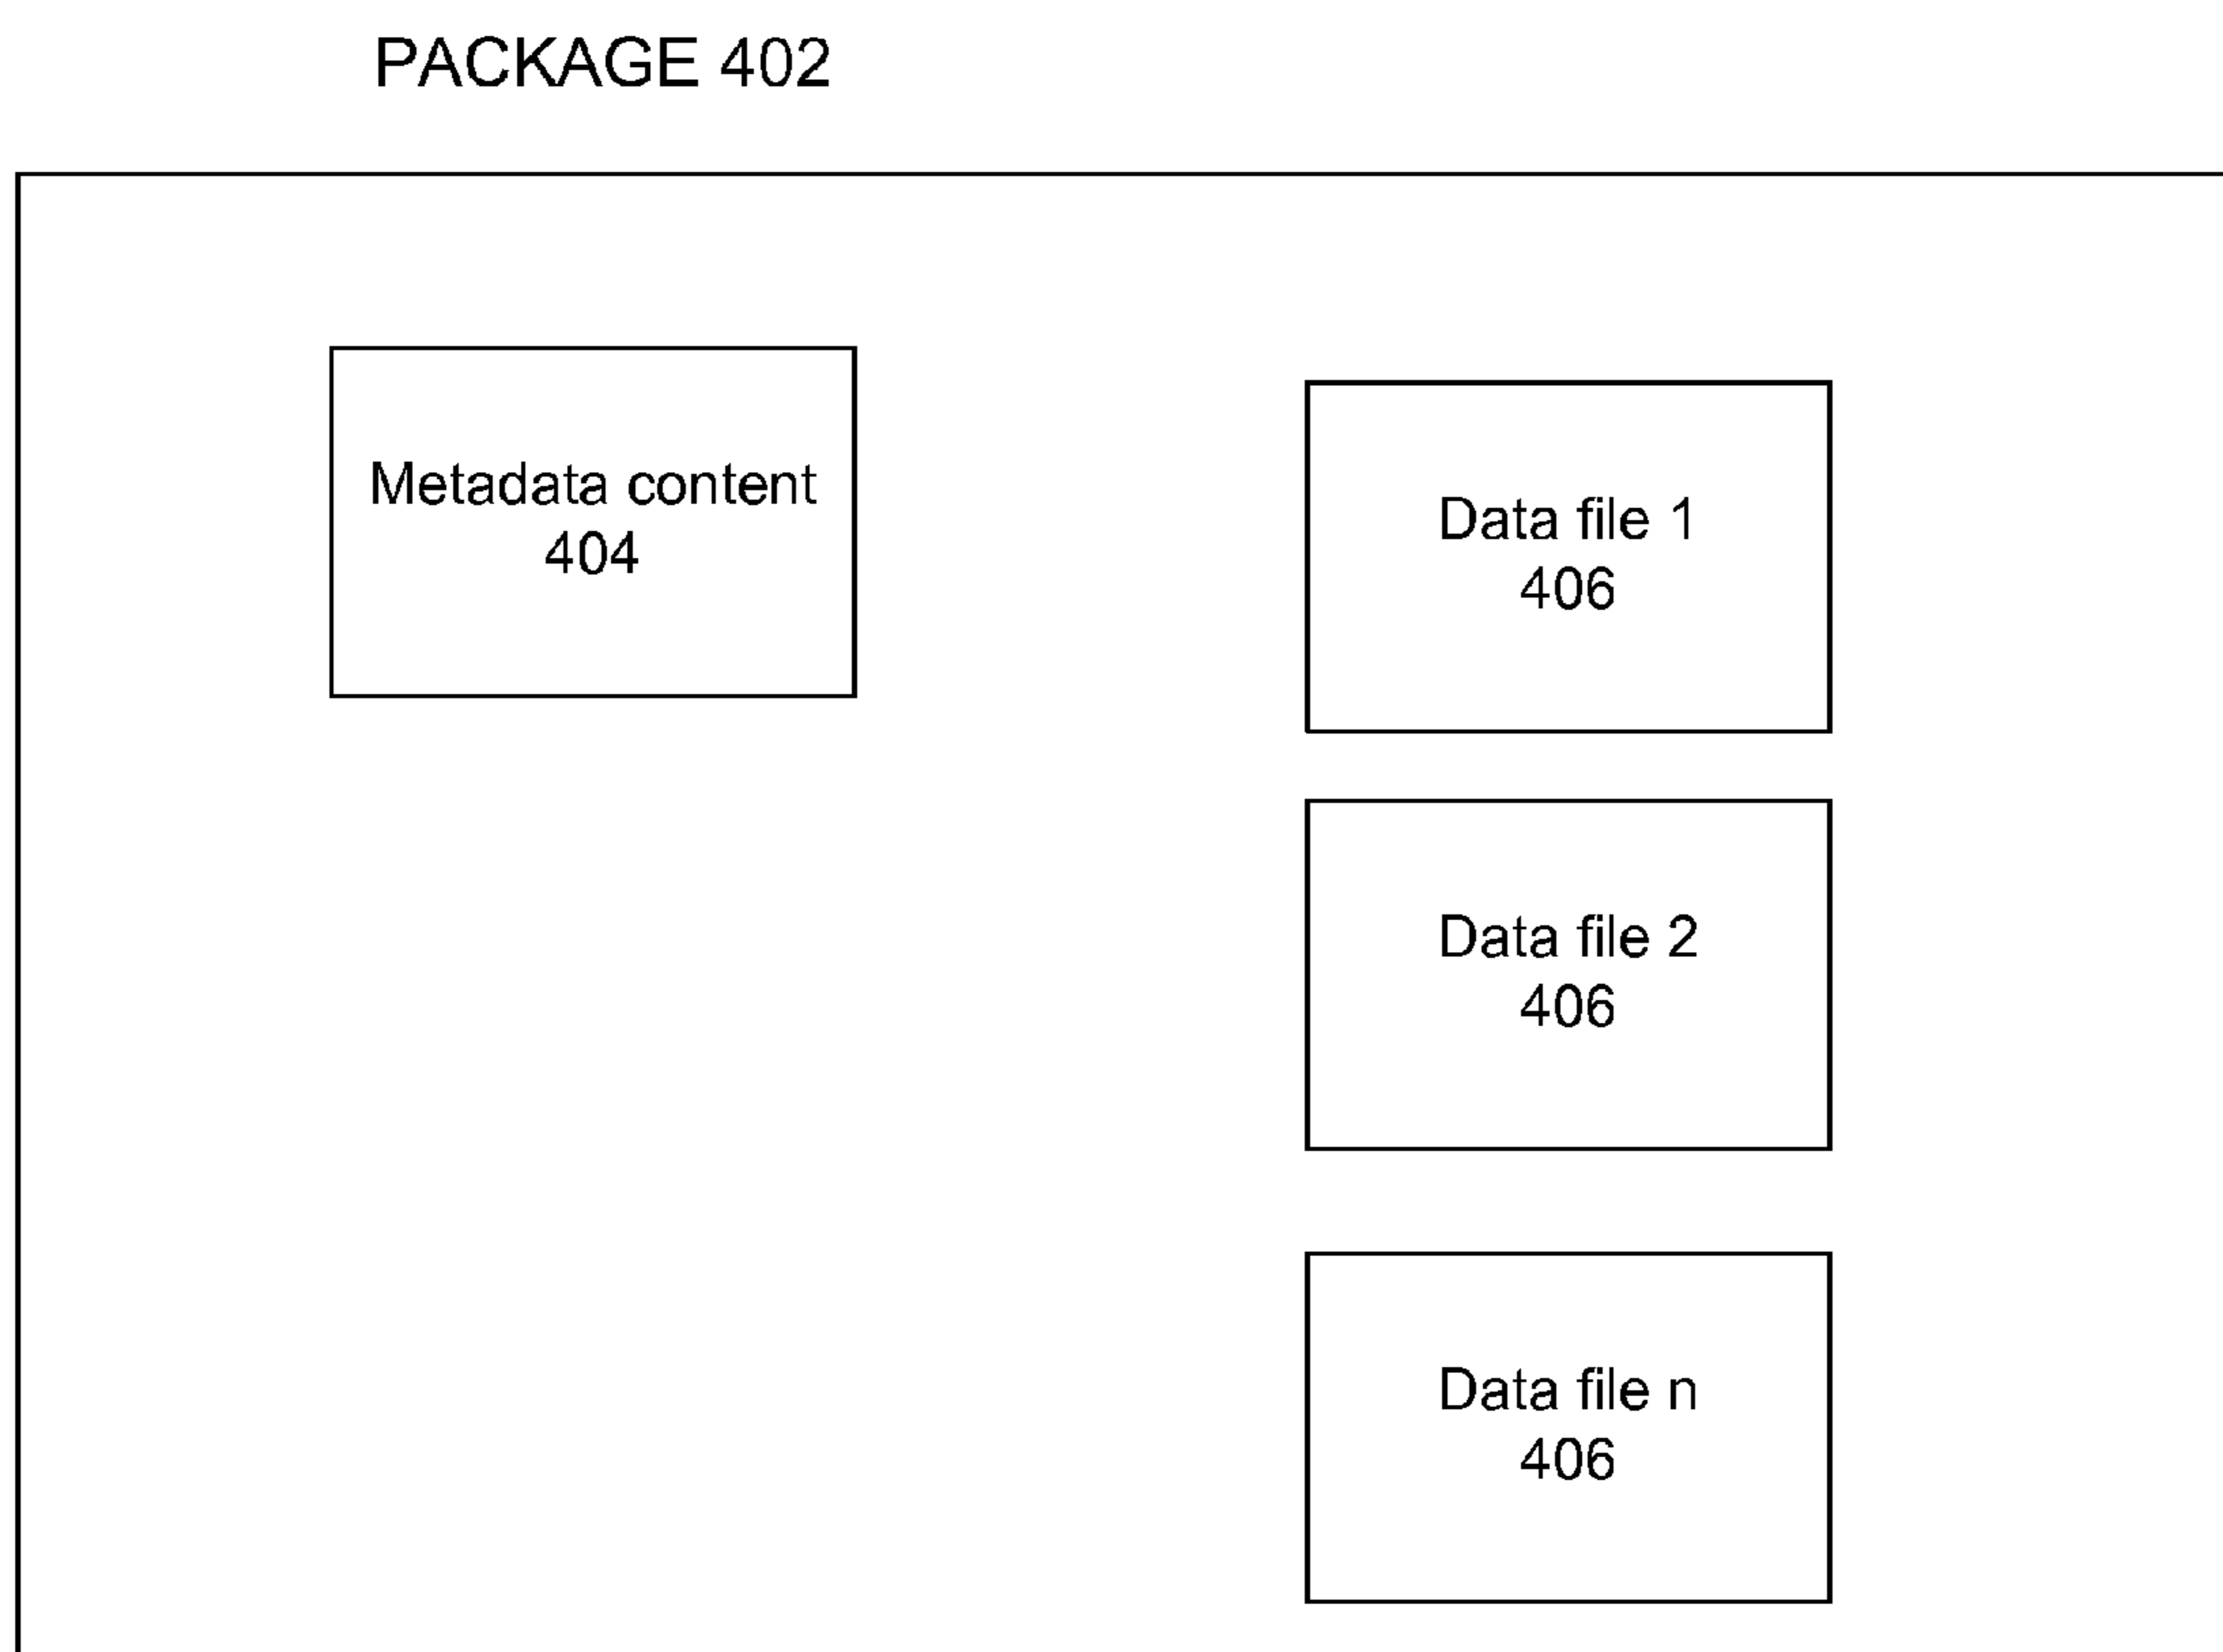 PACKAGE 402
Metadata content
404
Data file 1
406
Data file 2
406
Data file n
406